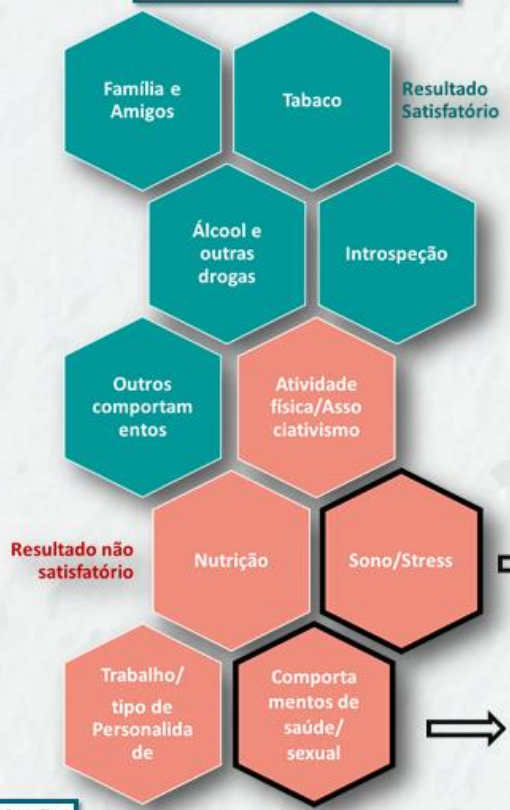 Família e
Amigos
Tabaco
Resultado
Satisfatório
Álcool e
outras
drogas
Introspeção
Outros
comportam
entos
Atividade
física/Asso
ciativismo
Resultado não
satisfatório
Nutrição
Sono/Stress
Trabalho/
tipo de
Personalida
de
Comporta
mentos de
saúde/
sexual